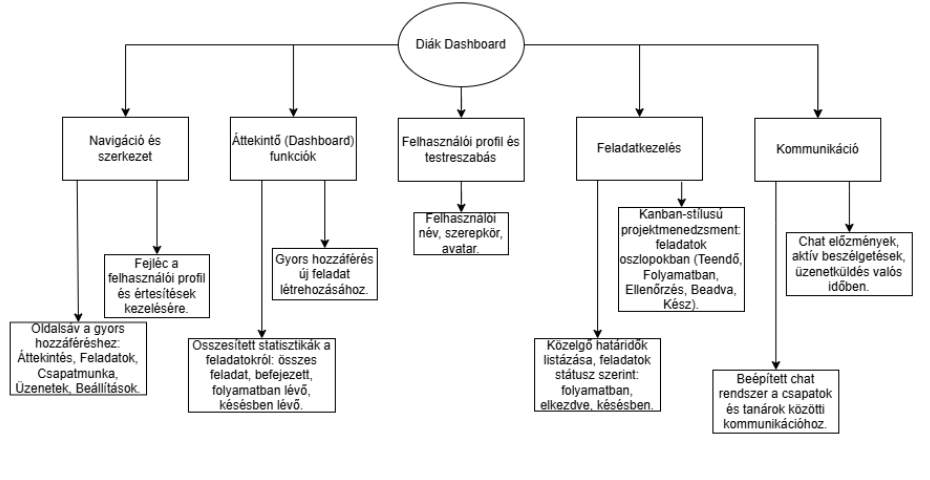 Diák Dashboard
Navigáció és
szerkezet
Áttekintő (Dashboard)
funkciók
Felhasználói profil és
testreszabás
Feladatkezelés
Kommunikáció
Oldalsáv a gyors
hozzáféréshez:
Áttekintés, Feladatok,
Csapatmunka,
Üzenetek, Beállítások.
Fejléc a
felhasználói profil
és értesítések
kezelésére.
Összesített statisztikák a
feladatokról: összes
feladat, befejezett,
folyamatban lévő,
késésben lévő.
Gyors hozzáférés
új feladat
létrehozásához.
Felhasználói
név, szerepkör,
avatar.
Közelgő határidők
listázása, feladatok
státusz szerint:
folyamatban,
elkezdve, késésben.
Kanban-stílusú
projektmenedzsment:
feladatok
oszlopokban (Teendő,
Folyamatban,
Ellenőrzés, Beadva,
Kész).
Beépített chat
rendszer a csapatok
és tanárok közötti
kommunikációhoz.
Chat előzmények,
aktív beszélgetések,
üzenetküldés valós
időben.